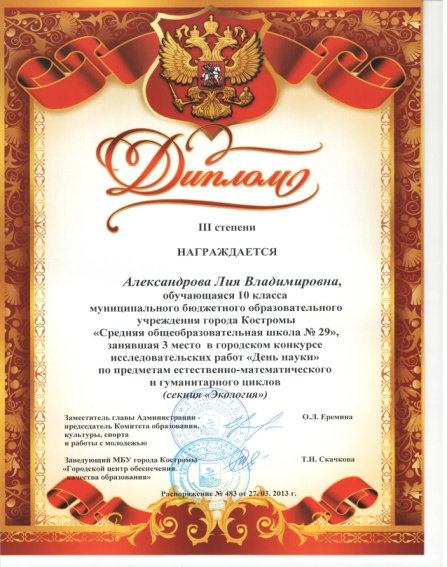 Диплом
III степени
НАГРАЖДАЕТСЯ
Александрова Лия Владимировна,
обучающаяся 10 класса
муниципального бюджетного образовательного
учреждения города Костромы
«Средняя общеобразовательная школа № 29»,
занявшая 3 место в городском конкурсе
исследовательских работ «День науки»
по предметам естественно-математического
и гуманитарного циклов
(секция «Экология»)
Заместитель главы Администрации -
председатель Комитета образования,
культуры, спорта
и работы с молодежью
О.Л. Еремина
Заведующий МБУ города Костромы
«Городской центр обеспечения
качества образования»
Т.Н. Скачкова
Распоряжение № 483 от 27. 03. 2013 г.